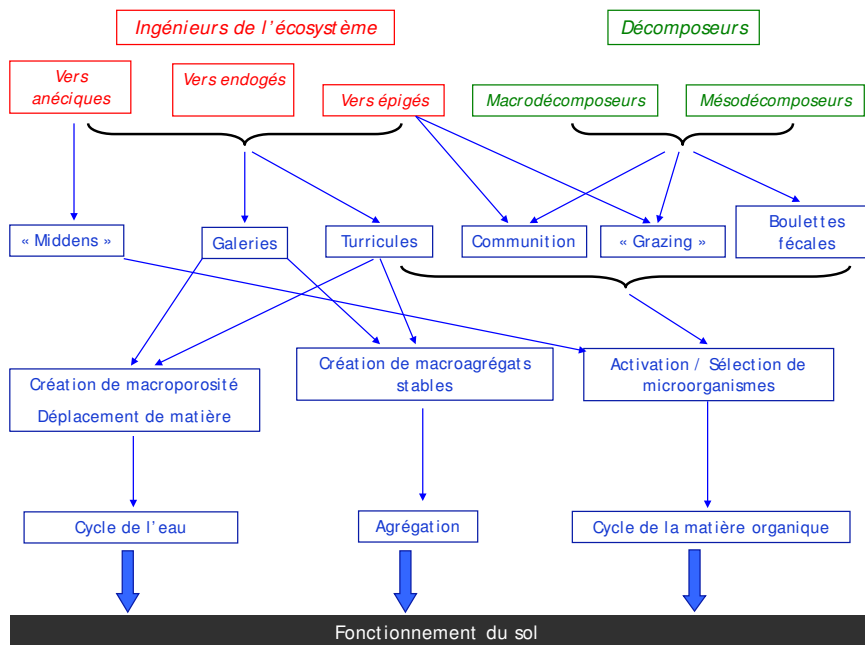 Ingénieurs de l'écosystème
Décomposeurs
Vers
anéciques
Vers endogés
Vers épigés
Macrodécomposeurs
Mésodécomposeurs
« Middens »
Galeries
Turricules
Communition
« Grazing »
Boulettes
fécales
Création de macroporosité
Déplacement de matière
Création de macroagrégats
stables
Activation / Sélection de
microorganismes
Cycle de l'eau
Agrégation
Cycle de la matière organique
Fonctionnement du sol